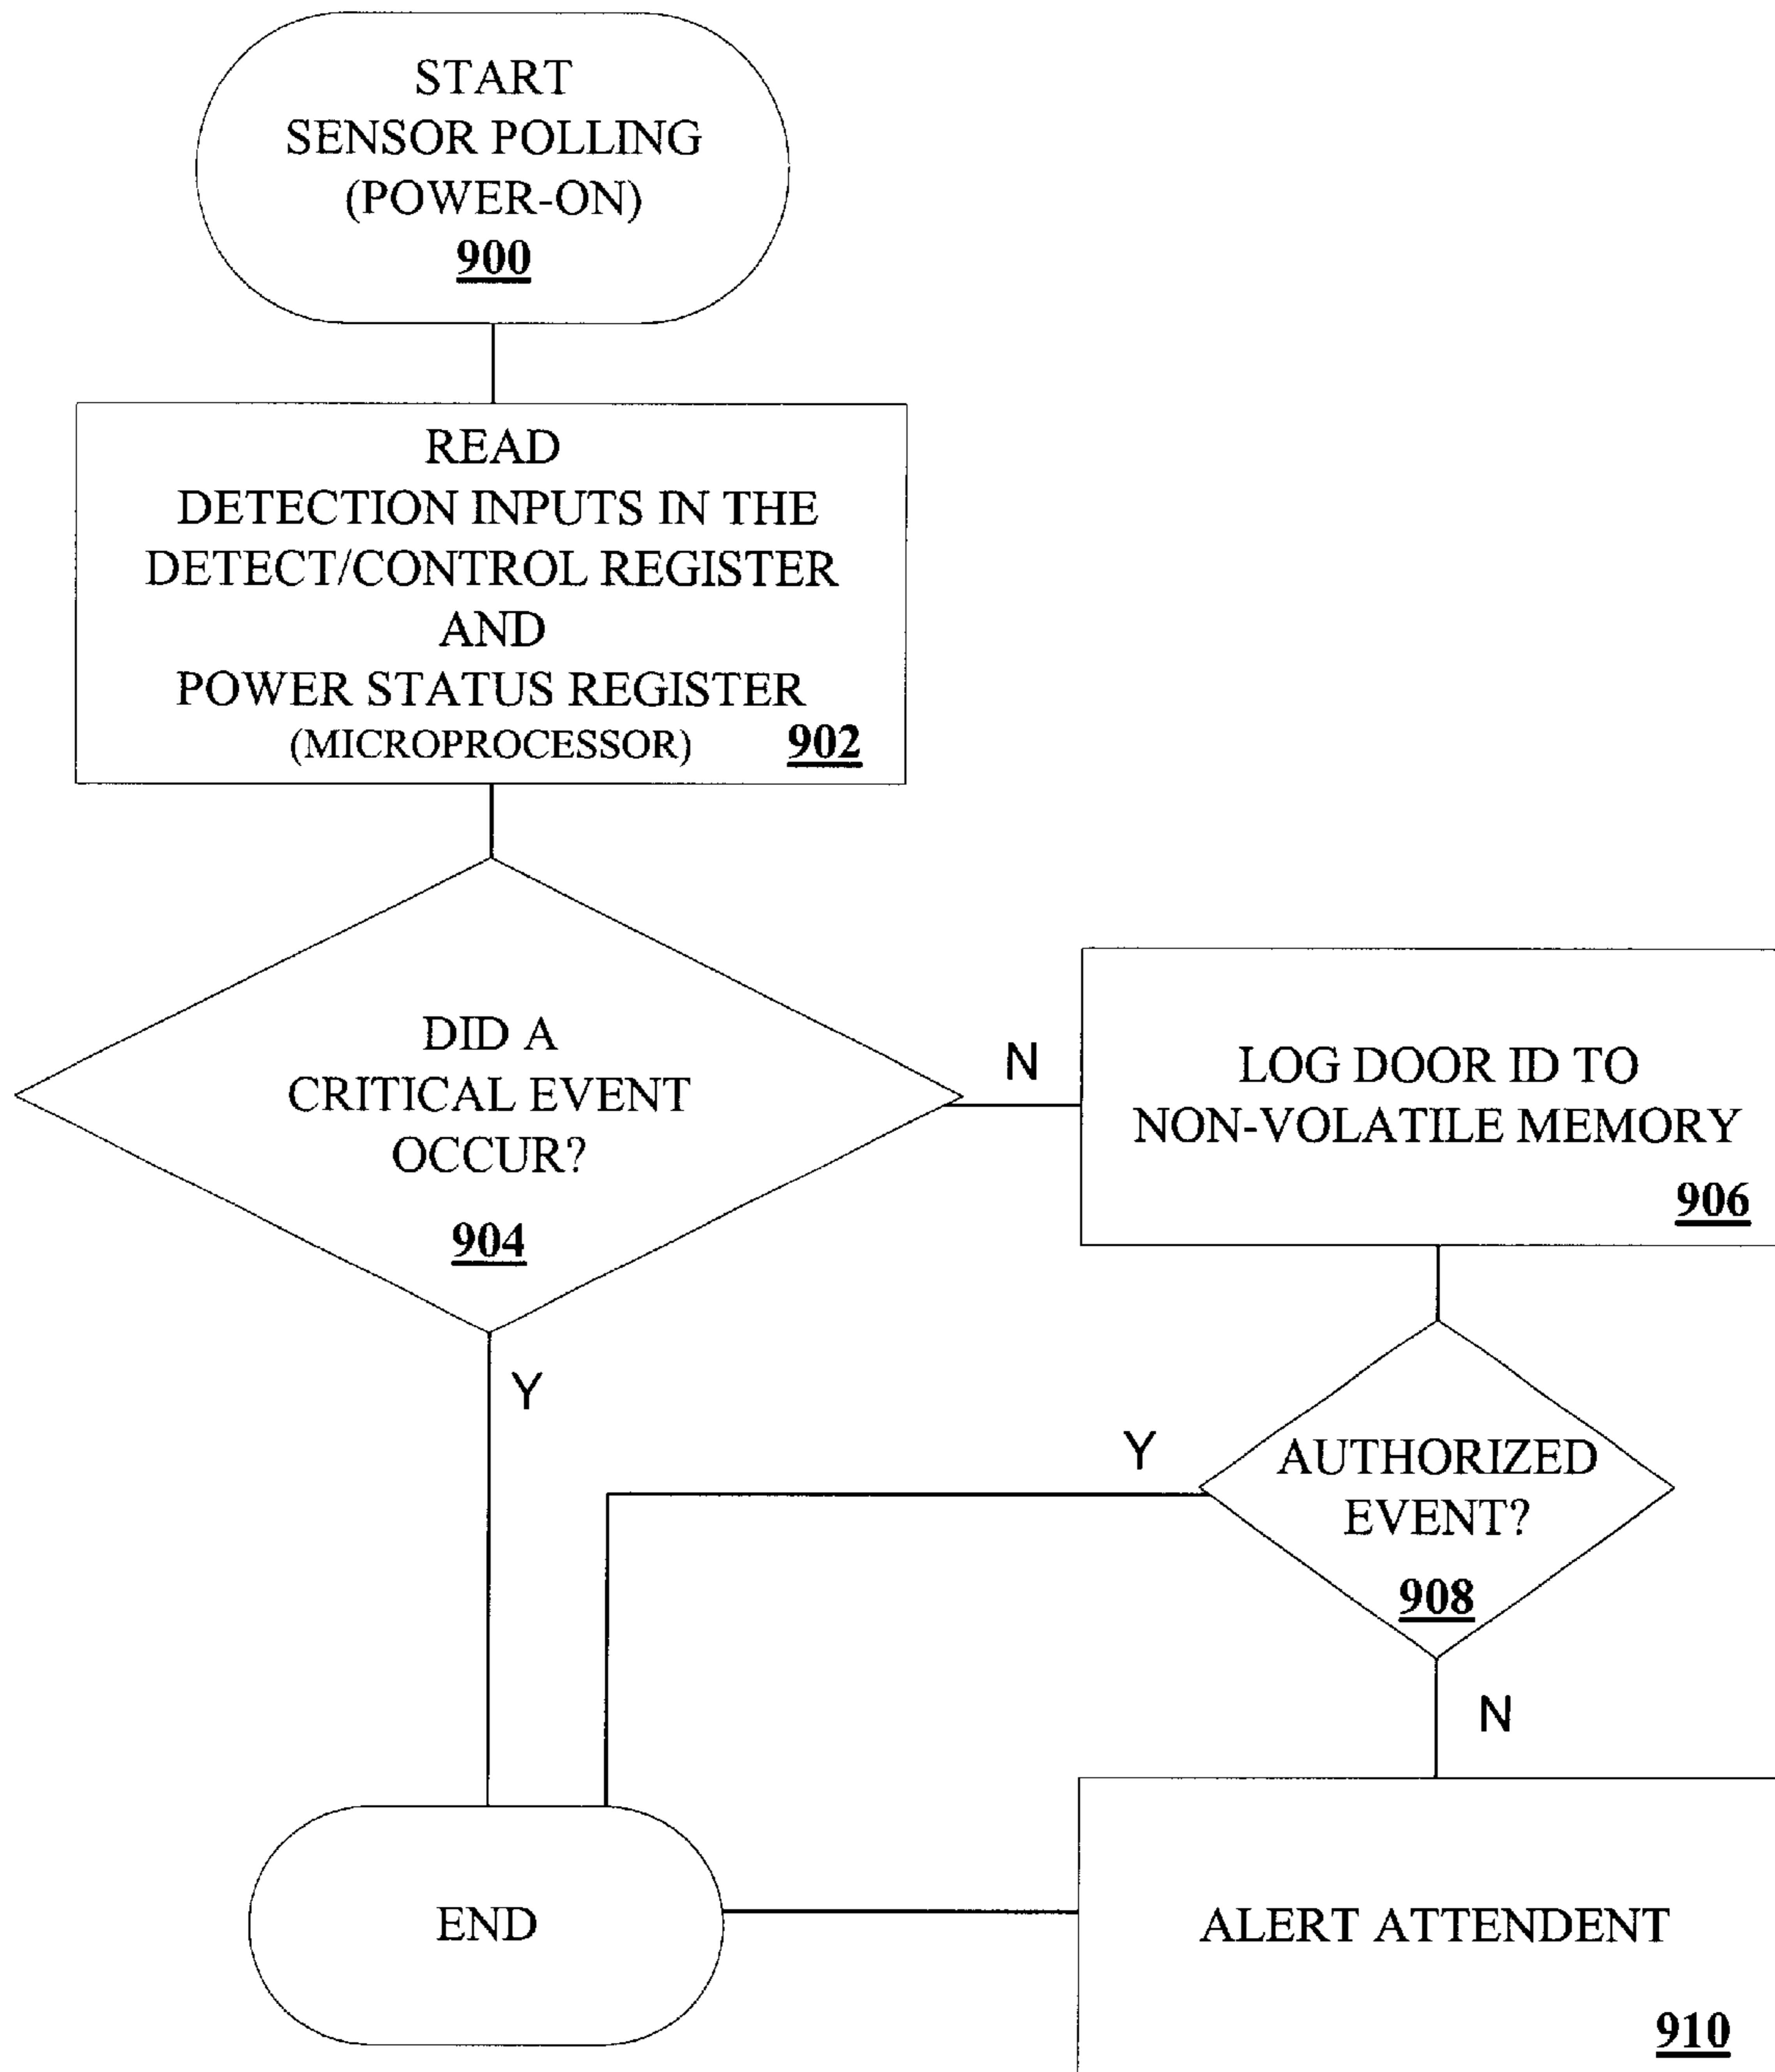 START
SENSOR POLLING
(POWER-ON)
900
READ
DETECTION INPUTS IN THE
DETECT/CONTROL REGISTER
AND
POWER STATUS REGISTER
(MICROPROCESSOR) 902
DID A
CRITICAL EVENT
OCCUR?
904
N
LOG DOOR ID TO
NON-VOLATILE MEMORY
906
Y
Y
AUTHORIZED
EVENT?
908
N
END
ALERT ATTENDENT
910